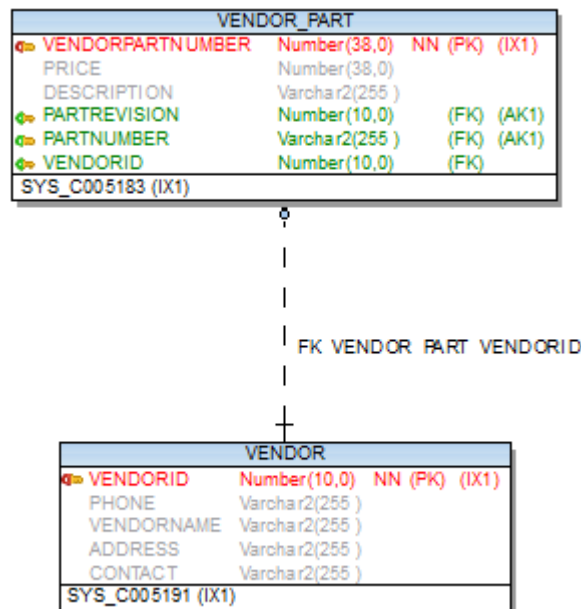 VENDOR_PART
VENDORPARTNUMBER Number(38,0) NN (PK) (IX1)
PRICE Number(38,0)
DESCRIPTION Varchar2(255 )
PARTREVISION Number(10,0) (FK) (AK1)
PARTNUMBER Varchar2(255 ) (FK) (AK1)
VENDORID Number(10,0) (FK)
SYS_C005183 (IX1)
FK VENDOR PART VENDORID
VENDOR
VENDORID Number(10,0) NN (PK) (IX1)
PHONE Varchar2(255 )
VENDORNAME Varchar2(255 )
ADDRESS Varchar2(255 )
CONTACT Varchar2(255 )
SYS_C005191 (IX1)